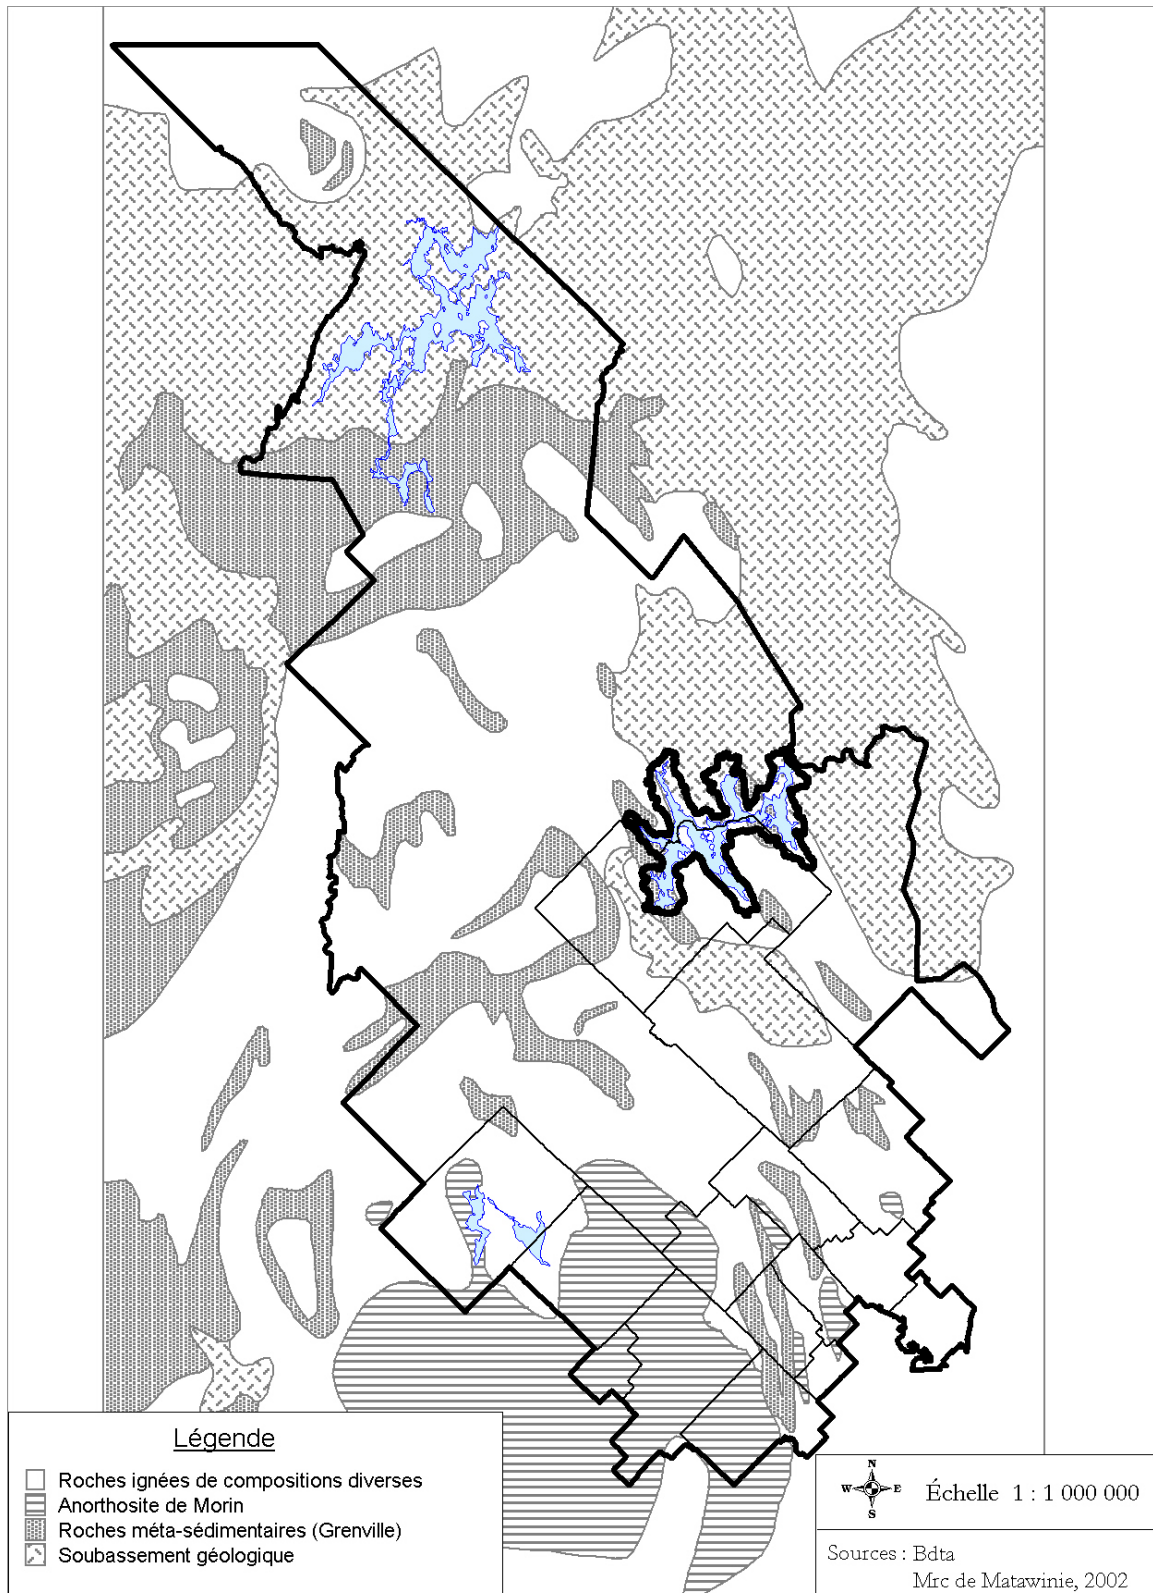 Légende
Roches ignées de compositions diverses
Anorthosite de Morin
Roches méta-sédimentaires (Grenville)
Soubassement géologique
N
W E
S
Échelle 1 : 1 000 000
Sources : Bdta
Mrc de Matawinie, 2002